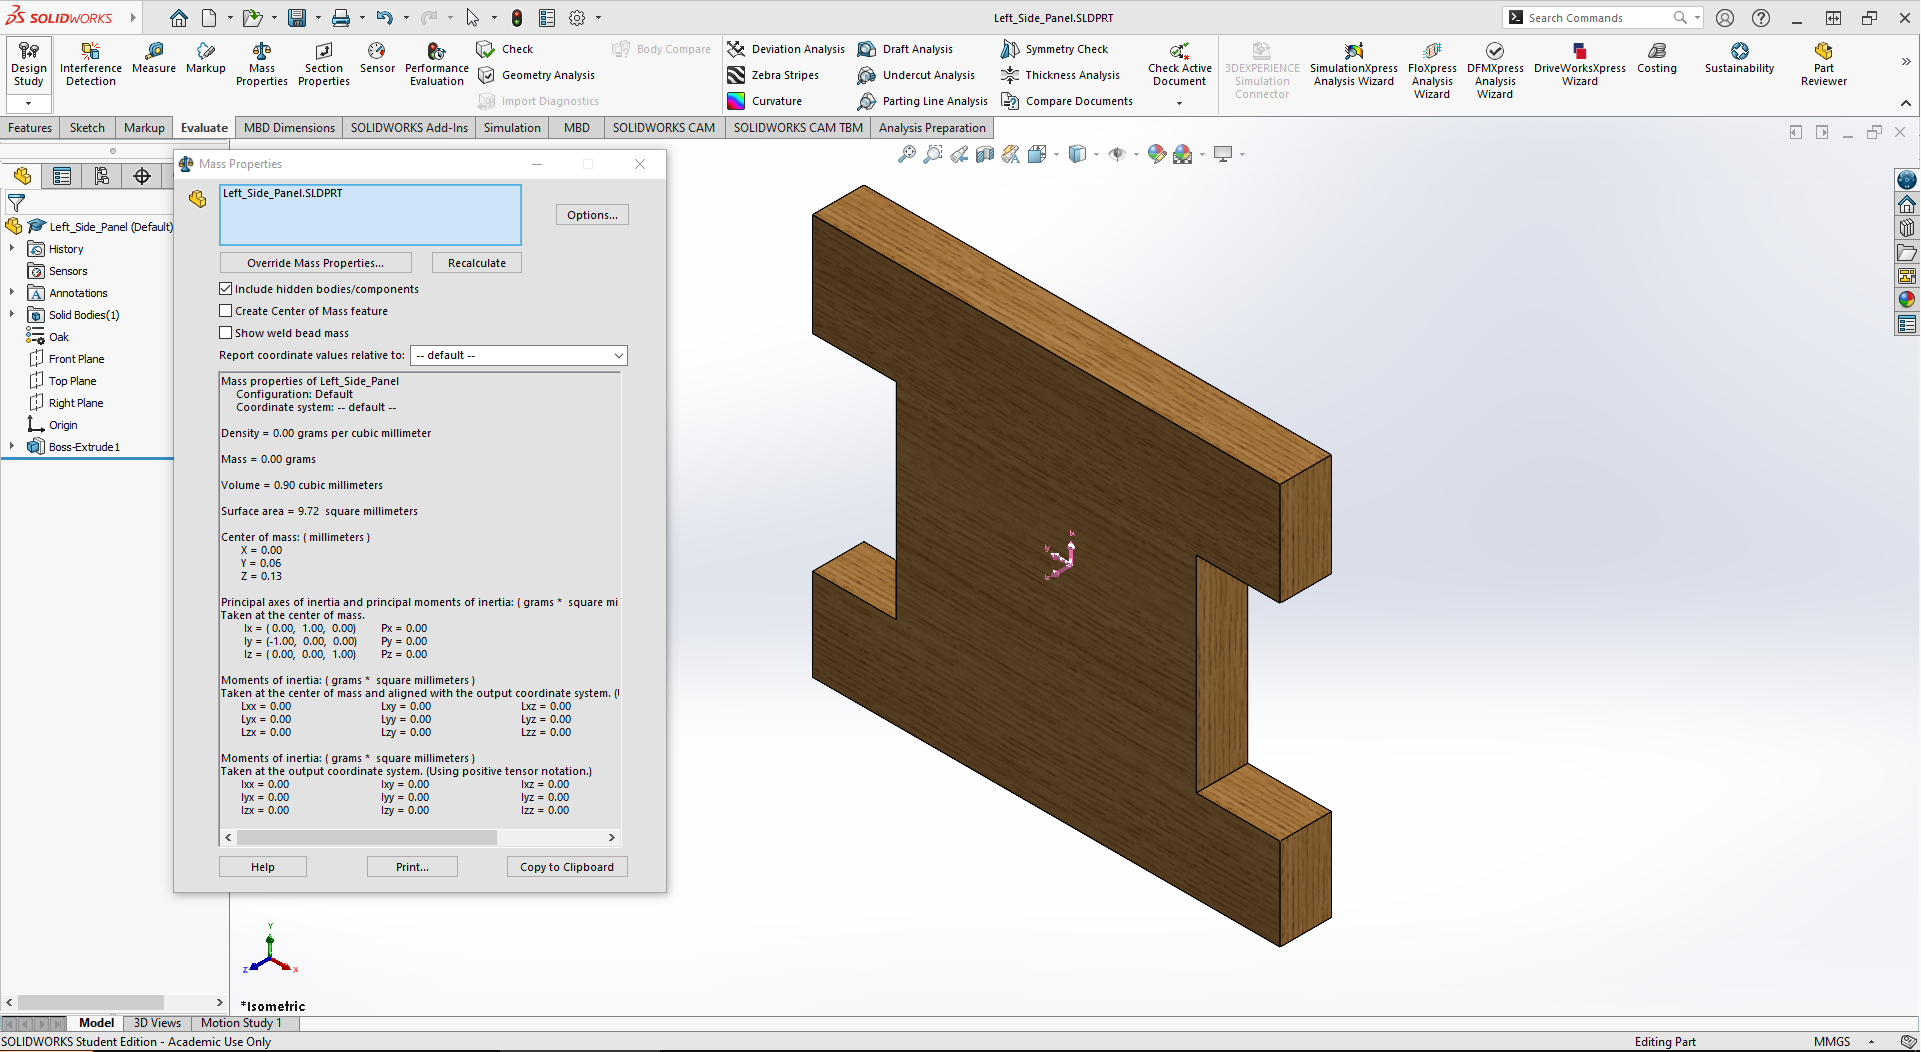 SOLIDWORKS
Left_Side_Panel.SLDPRT
Search Commands
Design Study
Interference Detection
Measure
Markup
Mass Properties
Section Properties
Sensor
Performance Evaluation
Check
Geometry Analysis
Import Diagnostics
Body Compare
Deviation Analysis
Zebra Stripes
Curvature
Draft Analysis
Undercut Analysis
Parting Line Analysis
Symmetry Check
Thickness Analysis
Compare Documents
Check Active Document
3DEXPERIENCE Simulation Connector
SimulationXpress Analysis Wizard
FloXpress Analysis Wizard
DFMXpress Analysis Wizard
DriveWorksXpress Wizard
Costing
Sustainability
Part Reviewer
Features
Sketch
Markup
Evaluate
MBD Dimensions
SOLIDWORKS Add-Ins
Simulation
MBD
SOLIDWORKS CAM
SOLIDWORKS CAM TBM
Analysis Preparation
Left_Side_Panel (Default)
History
Sensors
Annotations
Solid Bodies(1)
Oak
Front Plane
Top Plane
Right Plane
Origin
Boss-Extrude1
Mass Properties
Left_Side_Panel.SLDPRT
Options...
Override Mass Properties...
Recalculate
Include hidden bodies/components
Create Center of Mass feature
Show weld bead mass
Report coordinate values relative to:
-- default --
Mass properties of Left_Side_Panel
Configuration: Default
Coordinate system: -- default --
Density = 0.00 grams per cubic millimeter
Mass = 0.00 grams
Volume = 0.90 cubic millimeters
Surface area = 9.72 square millimeters
Center of mass: ( millimeters )
X = 0.00
Y = 0.06
Z = 0.13
Principal axes of inertia and principal moments of inertia: ( grams * square mi
Taken at the center of mass.
Ix = ( 0.00, 1.00, 0.00) Px = 0.00
Iy = (-1.00, 0.00, 0.00) Py = 0.00
Iz = ( 0.00, 0.00, 1.00) Pz = 0.00
Moments of inertia: ( grams * square millimeters )
Taken at the center of mass and aligned with the output coordinate system. (
Lxx = 0.00 Lxy = 0.00 Lxz = 0.00
Lyx = 0.00 Lyy = 0.00 Lyz = 0.00
Lzx = 0.00 Lzy = 0.00 Lzz = 0.00
Moments of inertia: ( grams * square millimeters )
Taken at the output coordinate system. (Using positive tensor notation.)
Ixx = 0.00 Ixy = 0.00 Ixz = 0.00
Iyx = 0.00 Iyy = 0.00 Iyz = 0.00
Izx = 0.00 Izy = 0.00 Izz = 0.00
Help
Print...
Copy to Clipboard
Y
Z
X
*Isometric
Model
3D Views
Motion Study 1
SOLIDWORKS Student Edition - Academic Use Only
Editing Part
MMGS